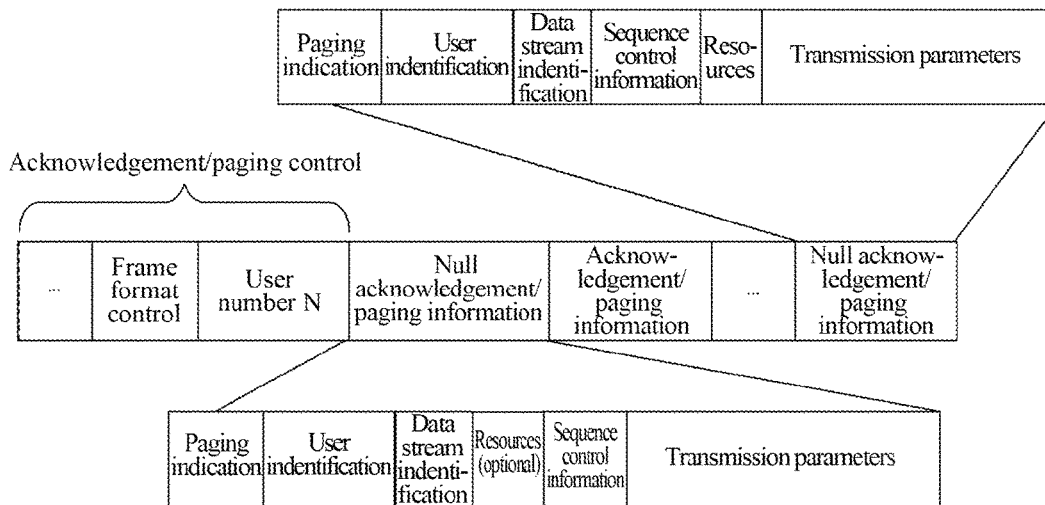 Paging
indication
User
indentification
Data
stream
indenti-
fication
Sequence
control
information
Reso-
urces
Transmission parameters
Acknowledgement/paging control
...
Frame
format
control
User
number N
Null
acknowledgement/
paging information
Acknow-
ledgement/
paging
information
...
Null acknow-
ledgement/
paging
information
Paging
indication
User
indentification
Data
stream
indenti-
fication
Resources
(optional)
Sequence
control
information
Transmission parameters